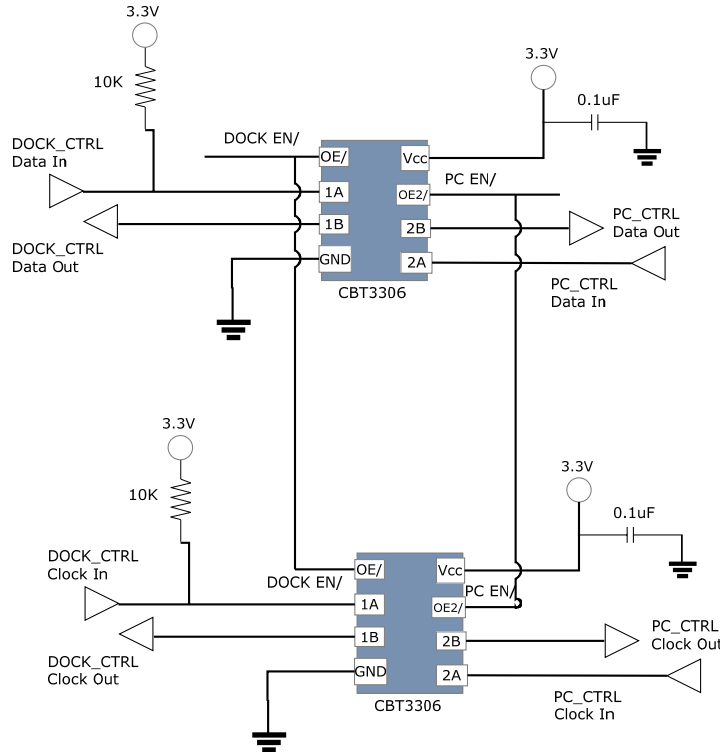 3.3V
10K
DOCK_CTRL
Data In
DOCK_CTRL
Data Out
DOCK EN/
OE/
1A
1B
GND
Vcc
OE2/
2B
2A
CBT3306
3.3V
0.1uF
PC EN/
PC_CTRL
Data Out
PC_CTRL
Data In
3.3V
10K
DOCK_CTRL
Clock In
DOCK_CTRL
Clock Out
DOCK EN/
OE/
1A
1B
GND
Vcc
OE2/
2B
2A
CBT3306
3.3V
0.1uF
PC EN/
PC_CTRL
Clock Out
PC_CTRL
Clock In